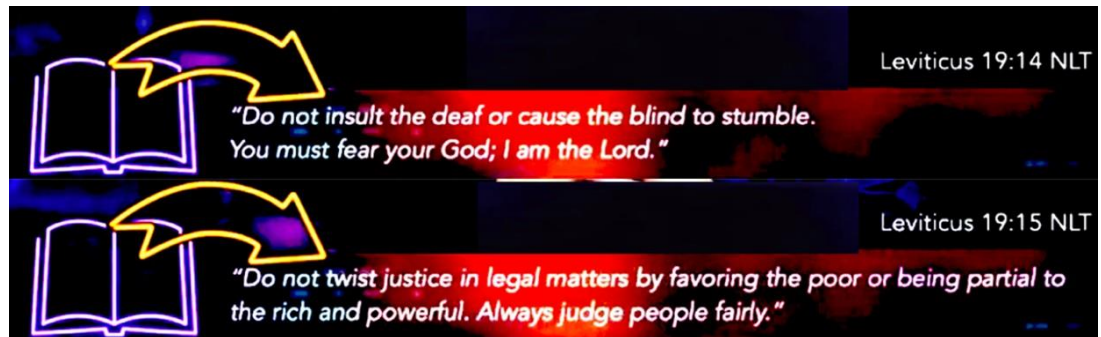 Leviticus 19:14 NLT
“Do not insult the deaf or cause the blind to stumble.
You must fear your God; I am the Lord.”
Leviticus 19:15 NLT
“Do not twist justice in legal matters by favoring the poor or being partial to
the rich and powerful. Always judge people fairly.“